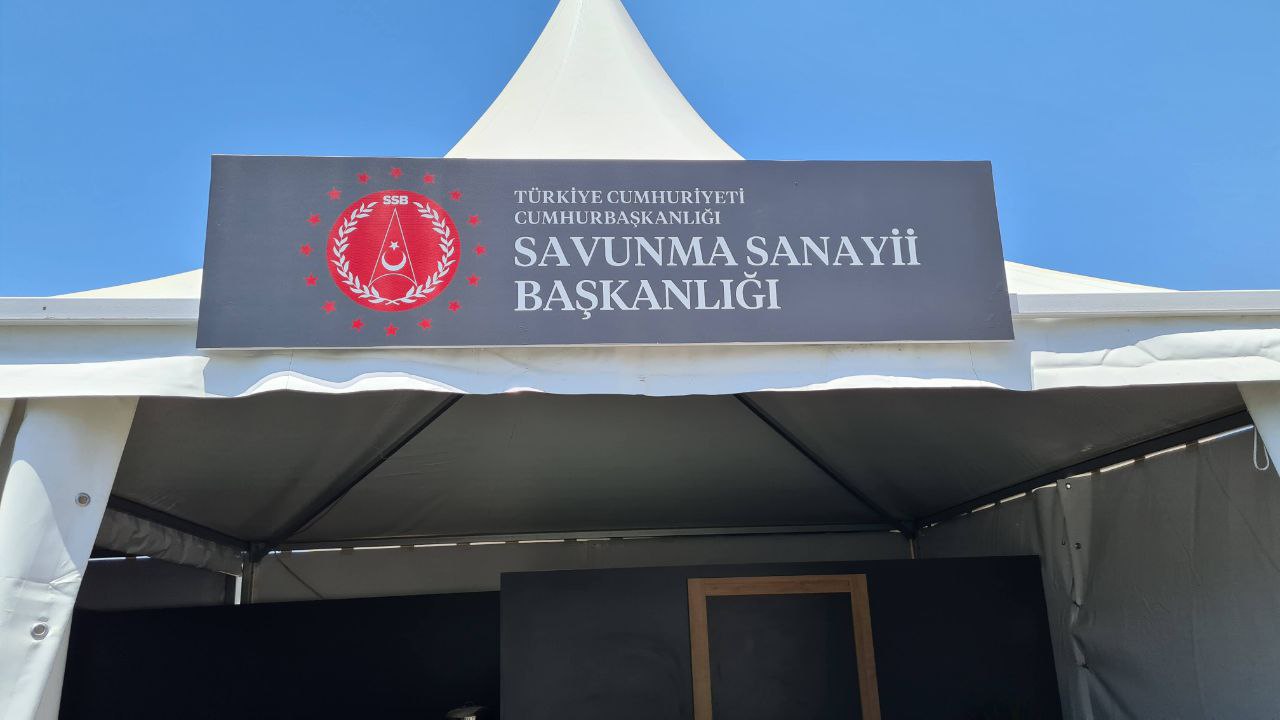 SSB
TÜRKİYE CUMHURİYETİ
CUMHURBAŞKANLIĞI
SAVUNMA SANAYİİ
BAŞKANLIĞI